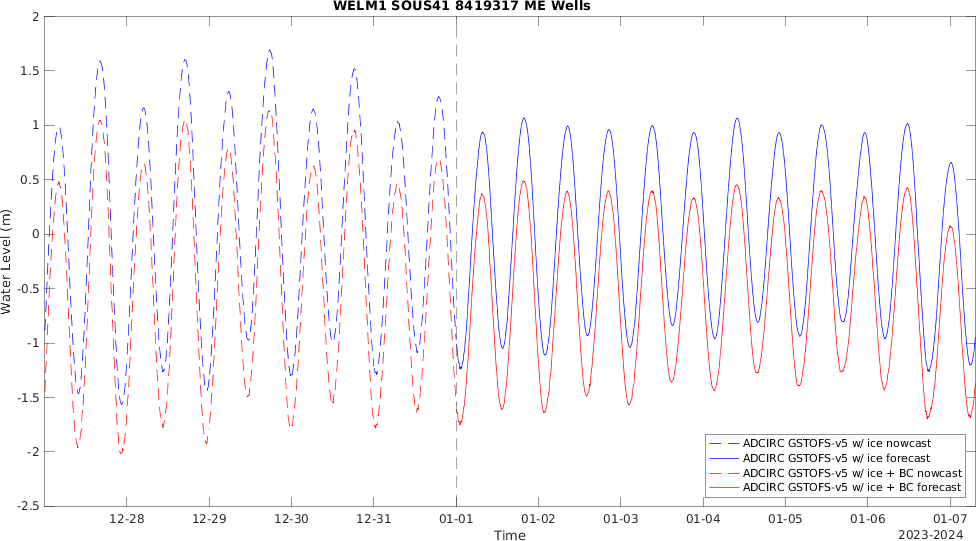 WELM1 SOUS41 8419317 ME Wells
2
1.5
1
0.5
0
-0.5
-1
-1.5
-2
-2.5
Water Level (m)
ADCIRC GSTOFS-v5 w/ ice nowcast
ADCIRC GSTOFS-v5 w/ ice forecast
ADCIRC GSTOFS-v5 w/ ice + BC nowcast
ADCIRC GSTOFS-v5 w/ ice + BC forecast
12-28 12-29 12-30 12-31 01-01 01-02 01-03 01-04 01-05 01-06 01-07
Time
2023-2024